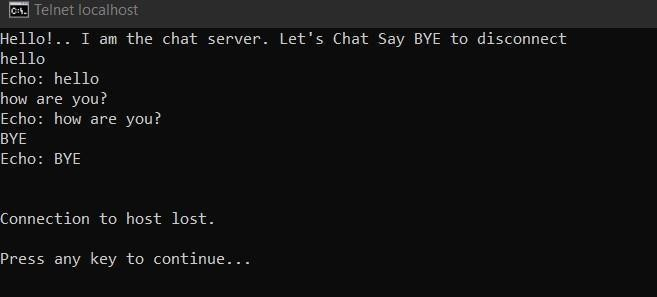 Telnet localhost
Hello!.. I am the chat server. Let's Chat Say BYE to disconnect
hello
Echo: hello
how are you?
Echo: how are you?
BYE
Echo: BYE
Connection to host lost.
Press any key to continue...